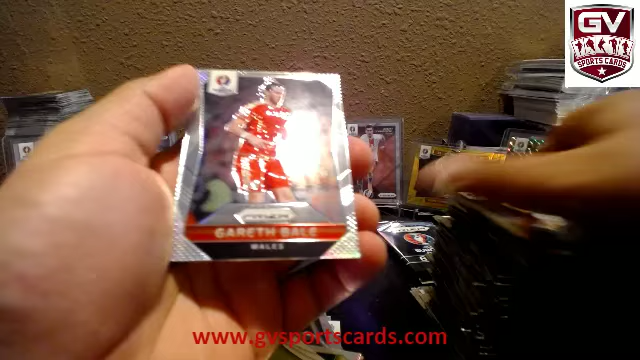 GV
SPORTS CARDS
PRIZM
GARETH BALE
WALES
www.gvsportscards.com